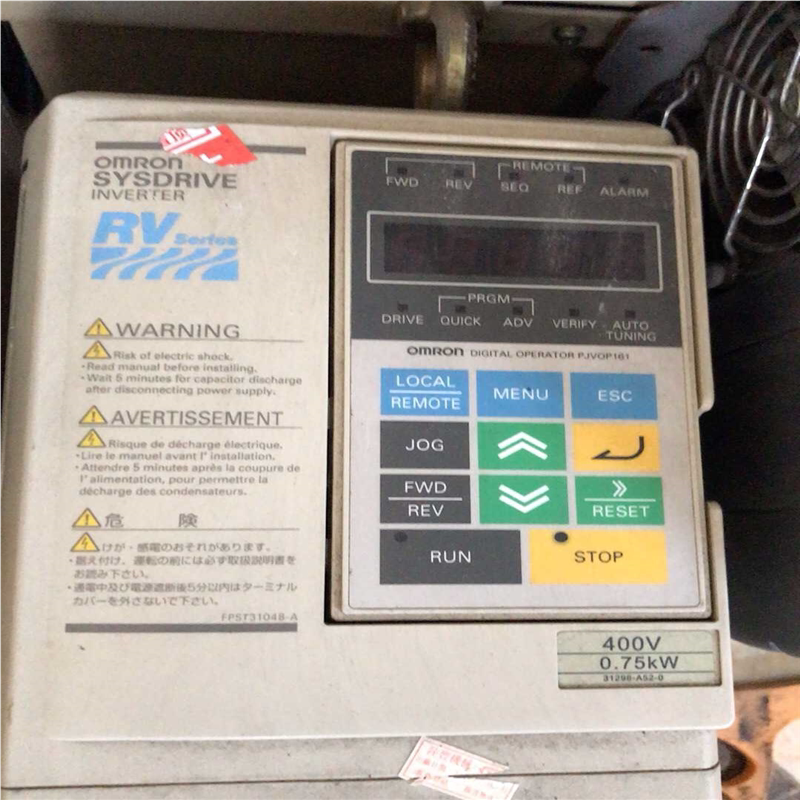 OMRON
SYSDRIVE
INVERTER
RV Series
WARNING
Risk of electric shock.
・Read manual before installing.
・Wait 5 minutes for capacitor discharge
after disconnecting power supply.
AVERTISSEMENT
Risque de décharge électrique.
・Lire le manuel avant l' installation.
・Attendre 5 minutes après la coupure de
l' alimentation, pour permettre la
décharge des condensateurs.
危 険
けが・感電のおそれがあります。
・据え付け、運転の前には必ず取扱説明書を
お読み下さい。
・通電中及び電源遮断後5分以内はターミナル
カバーを外さないで下さい。
FPST31048-A
FWD REV REMOTE SEQ REF ALARM
DRIVE PRGM QUICK ADV VERIFY AUTO TUNING
OMRON DIGITAL OPERATOR PJVOP161
LOCAL
REMOTE
MENU
ESC
JOG
FWD
REV
RESET
RUN
STOP
400V
0.75kW
31298-A52-0